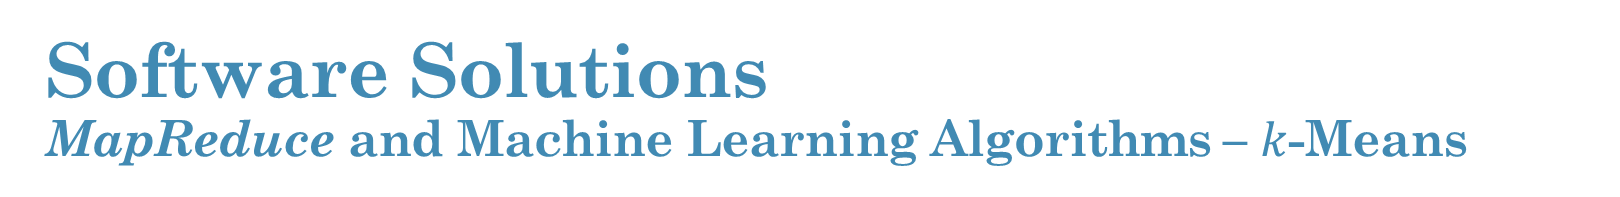 Software Solutions
MapReduce and Machine Learning Algorithms – k-Means